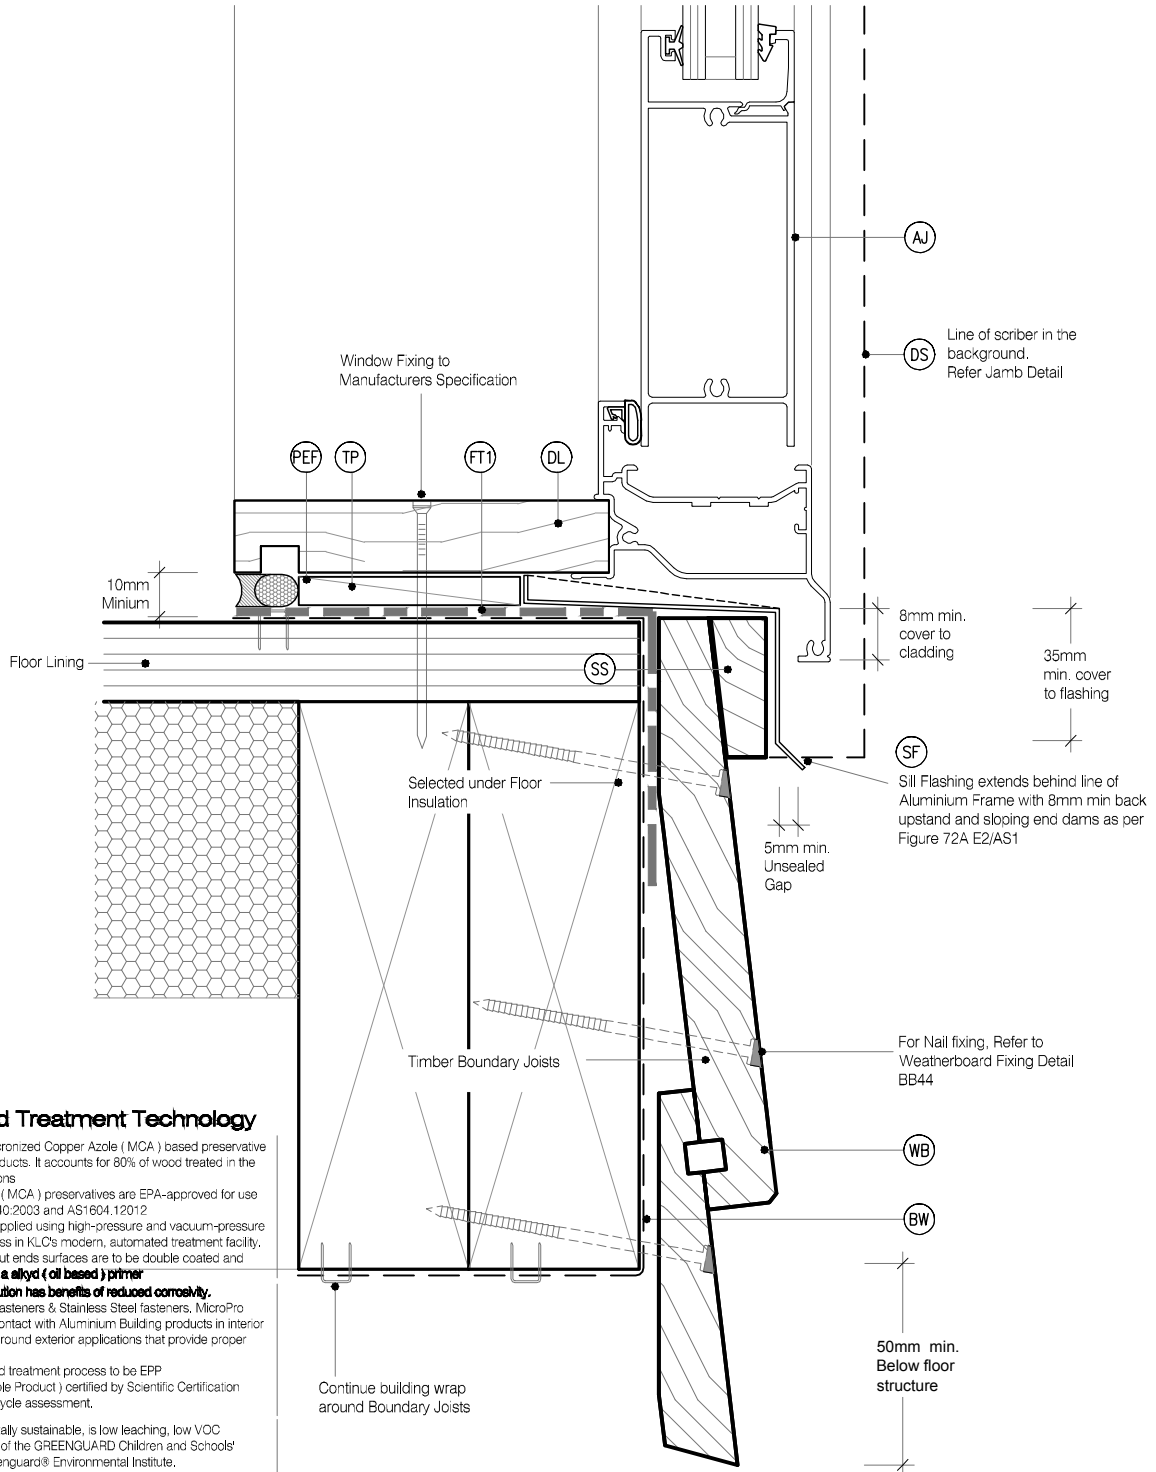 AJ
DS
Line of scriber in the
background.
Refer Jamb Detail
Window Fixing to
Manufacturers Specification
PEF
TP
FT1
DL
10mm
Minium
8mm min.
cover to
cladding
35mm
min. cover
to flashing
Floor Lining
SS
SF
Sill Flashing extends behind line of
Aluminium Frame with 8mm min back
upstand and sloping end dams as per
Figure 72A E2/AS1
Selected under Floor
Insulation
5mm min.
Unsealed
Gap
For Nail fixing, Refer to
Weatherboard Fixing Detail
BB44
Timber Boundary Joists
WB
BW
50mm min.
Below floor
structure
Continue building wrap
around Boundary Joists
d Treatment Technology
cronized Copper Azole ( MCA ) based preservative
ducts. It accounts for 80% of wood treated in the
ons
( MCA ) preservatives are EPA-approved for use
40:2003 and AS1604.12012
pplied using high-pressure and vacuum-pressure
ss in KLC's modern, automated treatment facility.
ut ends surfaces are to be double coated and
a alkyd ( oil based ) primer
ution has benefits of reduced corrosivity.
asteners & Stainless Steel fasteners, MicroPro
ontact with Aluminium Building products in interior
round exterior applications that provide proper
d treatment process to be EPP
ble Product ) certified by Scientific Certification
ycle assessment.
ally sustainable, is low leaching, low VOC
of the GREENGUARD Children and Schools'
enguard® Environmental Institute.